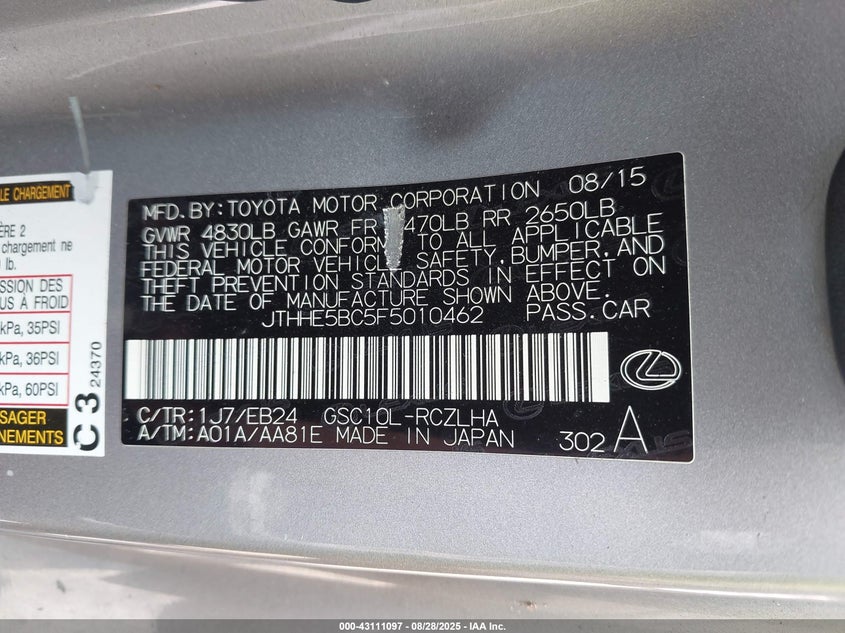 LE CHARGEMENT
ÈRE 2
chargement ne
lb.
SSION DES
US À FROID
kPa, 35PSI
kPa, 36PSI
kPa, 60PSI
SAGER
NNEMENTS
C3
24370
MFD.BY:TOYOTA MOTOR CORPORATION 08/15
GVWR 4830LB GAWR FR 470LB RR 2650LB
THIS VEHICLE CONFORM TO ALL APPLICABLE
FEDERAL MOTOR VEHICL SAFETY,BUMPER,AND
THEFT PREVENTION STANDARDS IN EFFECT ON
THE DATE OF MANUFACTURE SHOWN ABOVE.
JTHHE5BC5F5010462 PASS.CAR
C/TR:1J7/EB24 GSC10L-RCZLHA
A/TM:A01A/AA81E MADE IN JAPAN 302 A
000-43111097 - 08/28/2025 - IAA Inc.